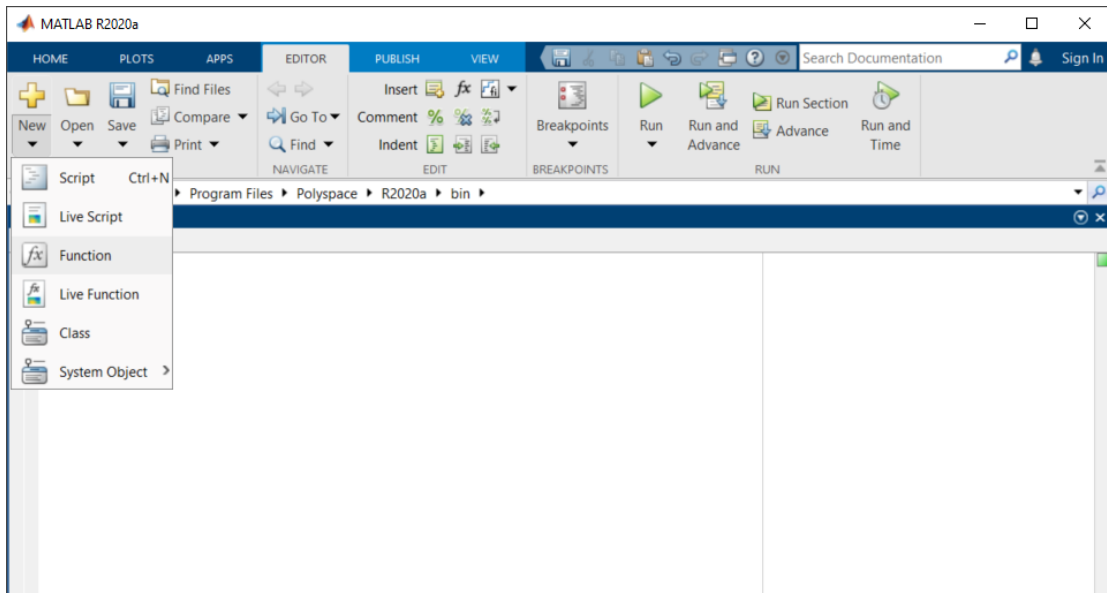 MATLAB R2020a
HOME PLOTS APPS EDITOR PUBLISH VIEW Search Documentation Sign In
New Open Save Find Files Compare Print
Go To Find
NAVIGATE
Insert fx
Comment %
Indent
EDIT
Breakpoints
BREAKPOINTS
Run Run and Advance Run Section Advance Run and Time
RUN
Program Files Polyspace R2020a bin
Script Ctrl+N
Live Script
fx Function
fx Live Function
Class
System Object